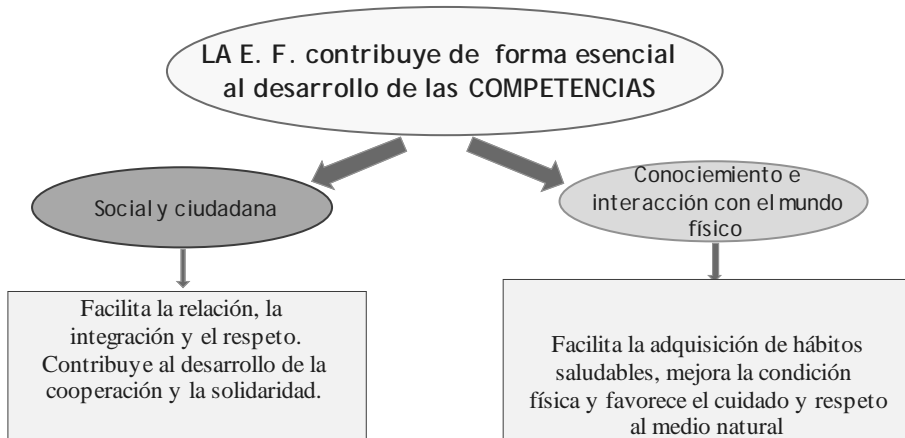 LA E. F. contribuye de forma esencial
al desarrollo de las COMPETENCIAS
Social y ciudadana
Conociemiento e
interacción con el mundo
físico
Facilita la relación, la
integración y el respeto.
Contribuye al desarrollo de la
cooperación y la solidaridad.
Facilita la adquisición de hábitos
saludables, mejora la condición
física y favorece el cuidado y respeto
al medio natural